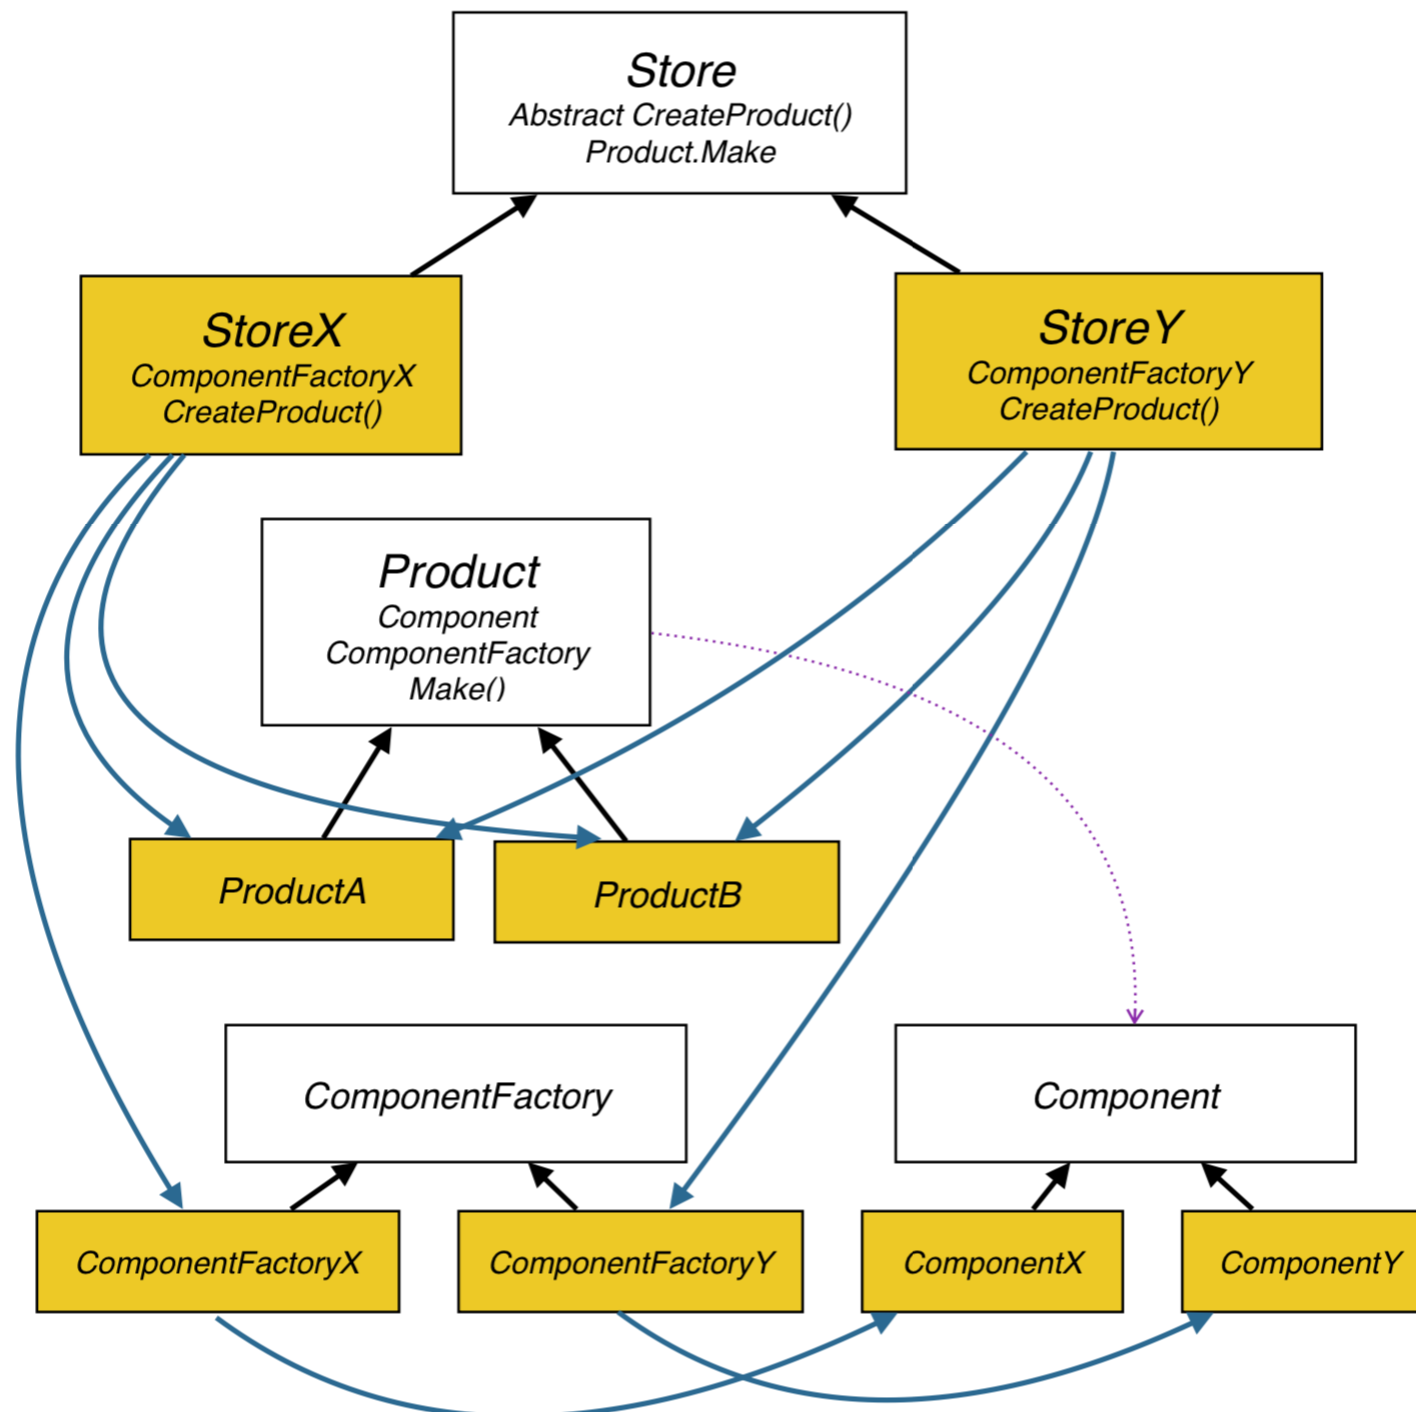 Store
Abstract CreateProduct()
Product.Make
StoreX
ComponentFactoryX
CreateProduct()
StoreY
ComponentFactoryY
CreateProduct()
Product
Component
ComponentFactory
Make()
ProductA
ProductB
ComponentFactory
Component
ComponentFactoryX
ComponentFactoryY
ComponentX
ComponentY